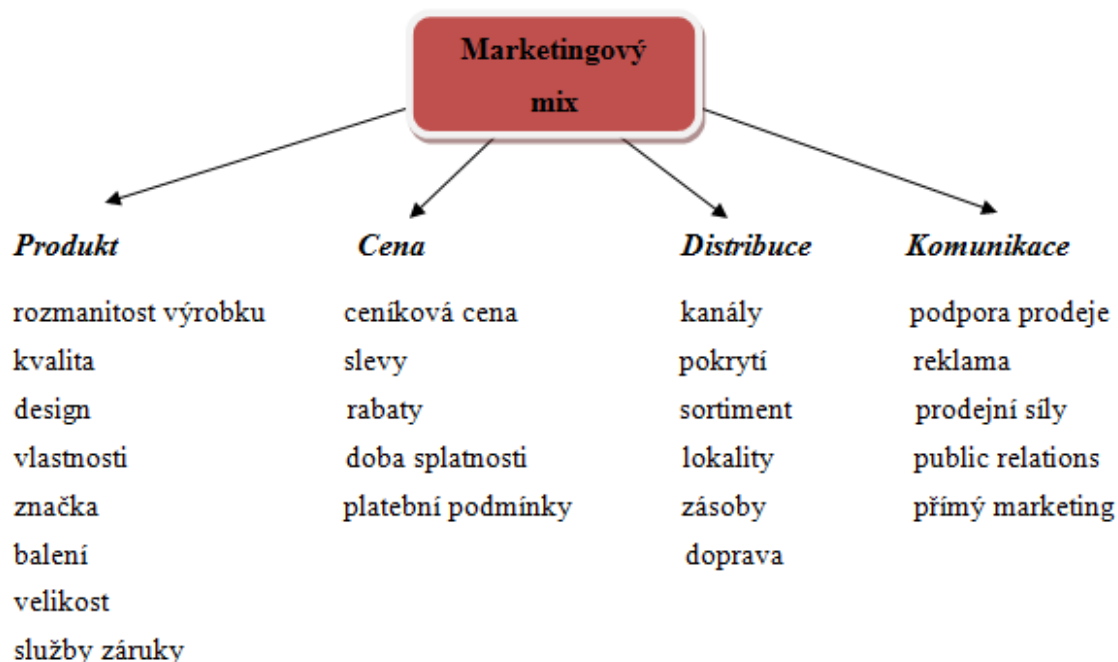 Marketingový
mix
Produkt
rozmanitost výrobku
kvalita
design
vlastnosti
značka
balení
velikost
služby záruky
Cena
ceníková cena
slevy
rabaty
doba splatnosti
platební podmínky
Distribuce
kanály
pokrytí
sortiment
lokality
zásoby
doprava
Komunikace
podpora prodeje
reklama
prodejní síly
public relations
přímý marketing